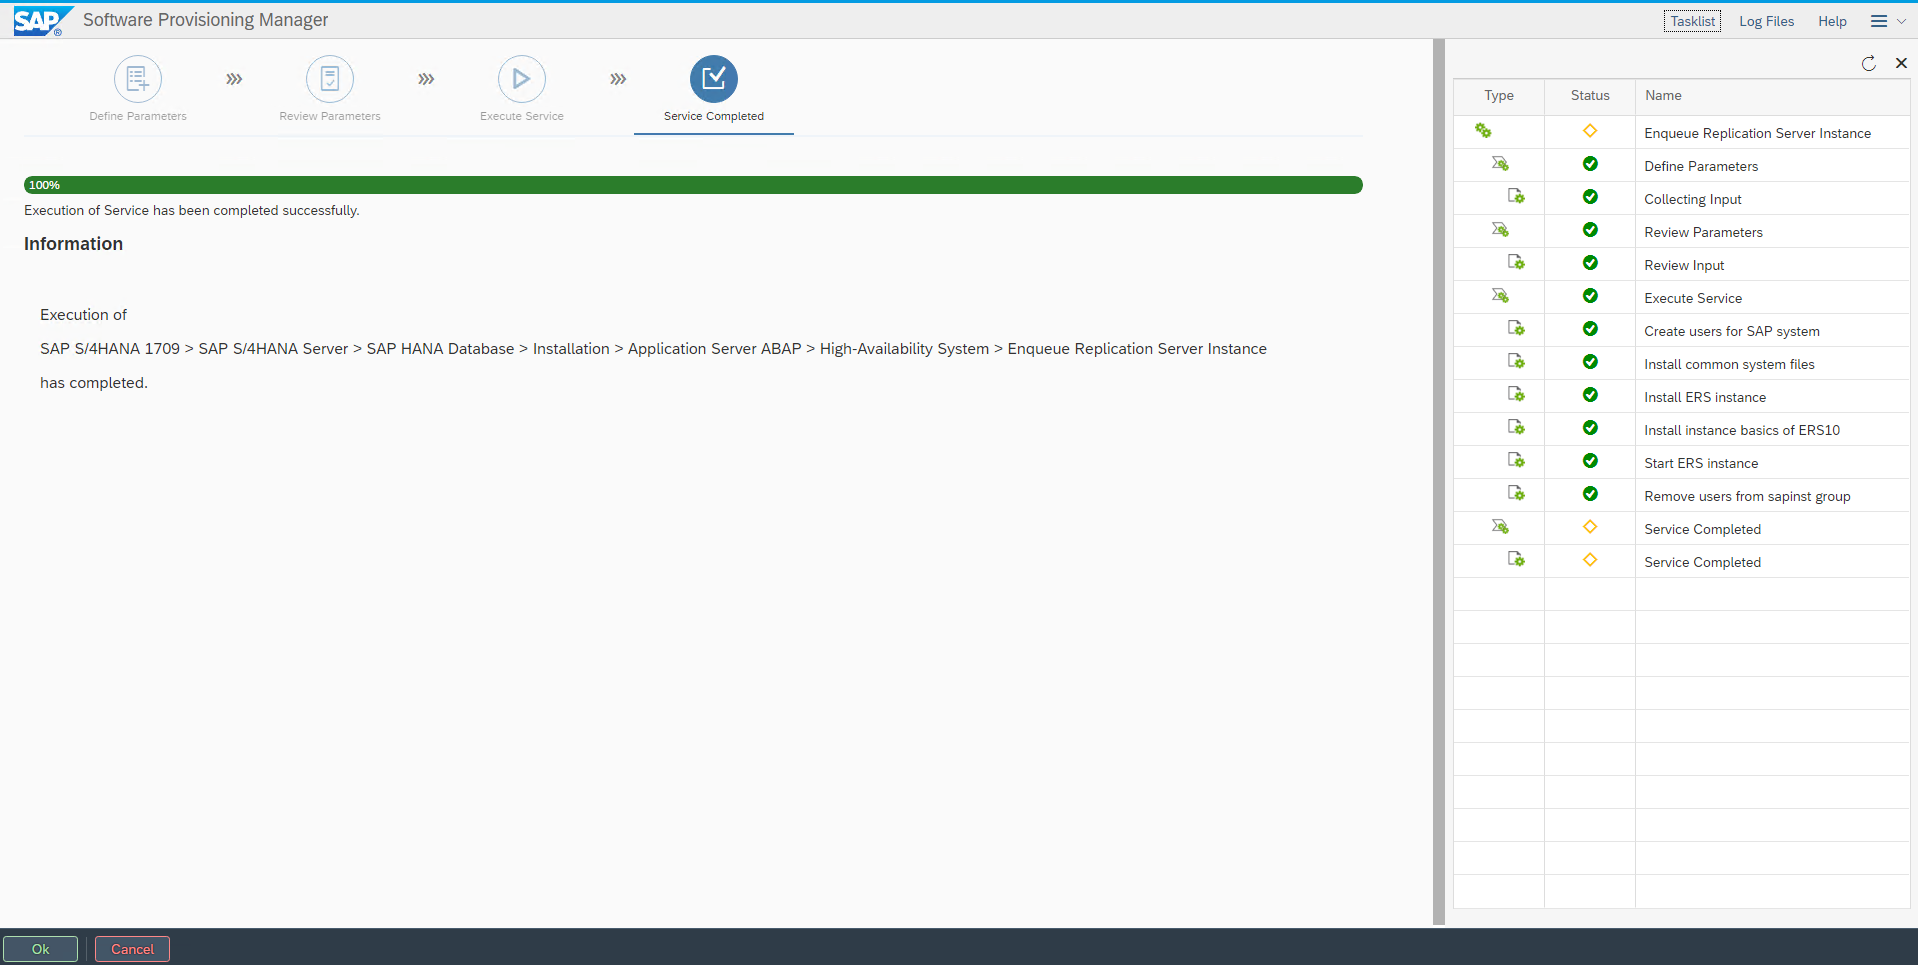 SAP® Software Provisioning Manager
Tasklist Log Files Help
Define Parameters
Review Parameters
Execute Service
Service Completed
100%
Execution of Service has been completed successfully.
Information
Execution of
SAP S/4HANA 1709 > SAP S/4HANA Server > SAP HANA Database > Installation > Application Server ABAP > High-Availability System > Enqueue Replication Server Instance
has completed.
Type Status Name
Enqueue Replication Server Instance
Define Parameters
Collecting Input
Review Parameters
Review Input
Execute Service
Create users for SAP system
Install common system files
Install ERS instance
Install instance basics of ERS10
Start ERS instance
Remove users from sapinst group
Service Completed
Service Completed
Ok Cancel